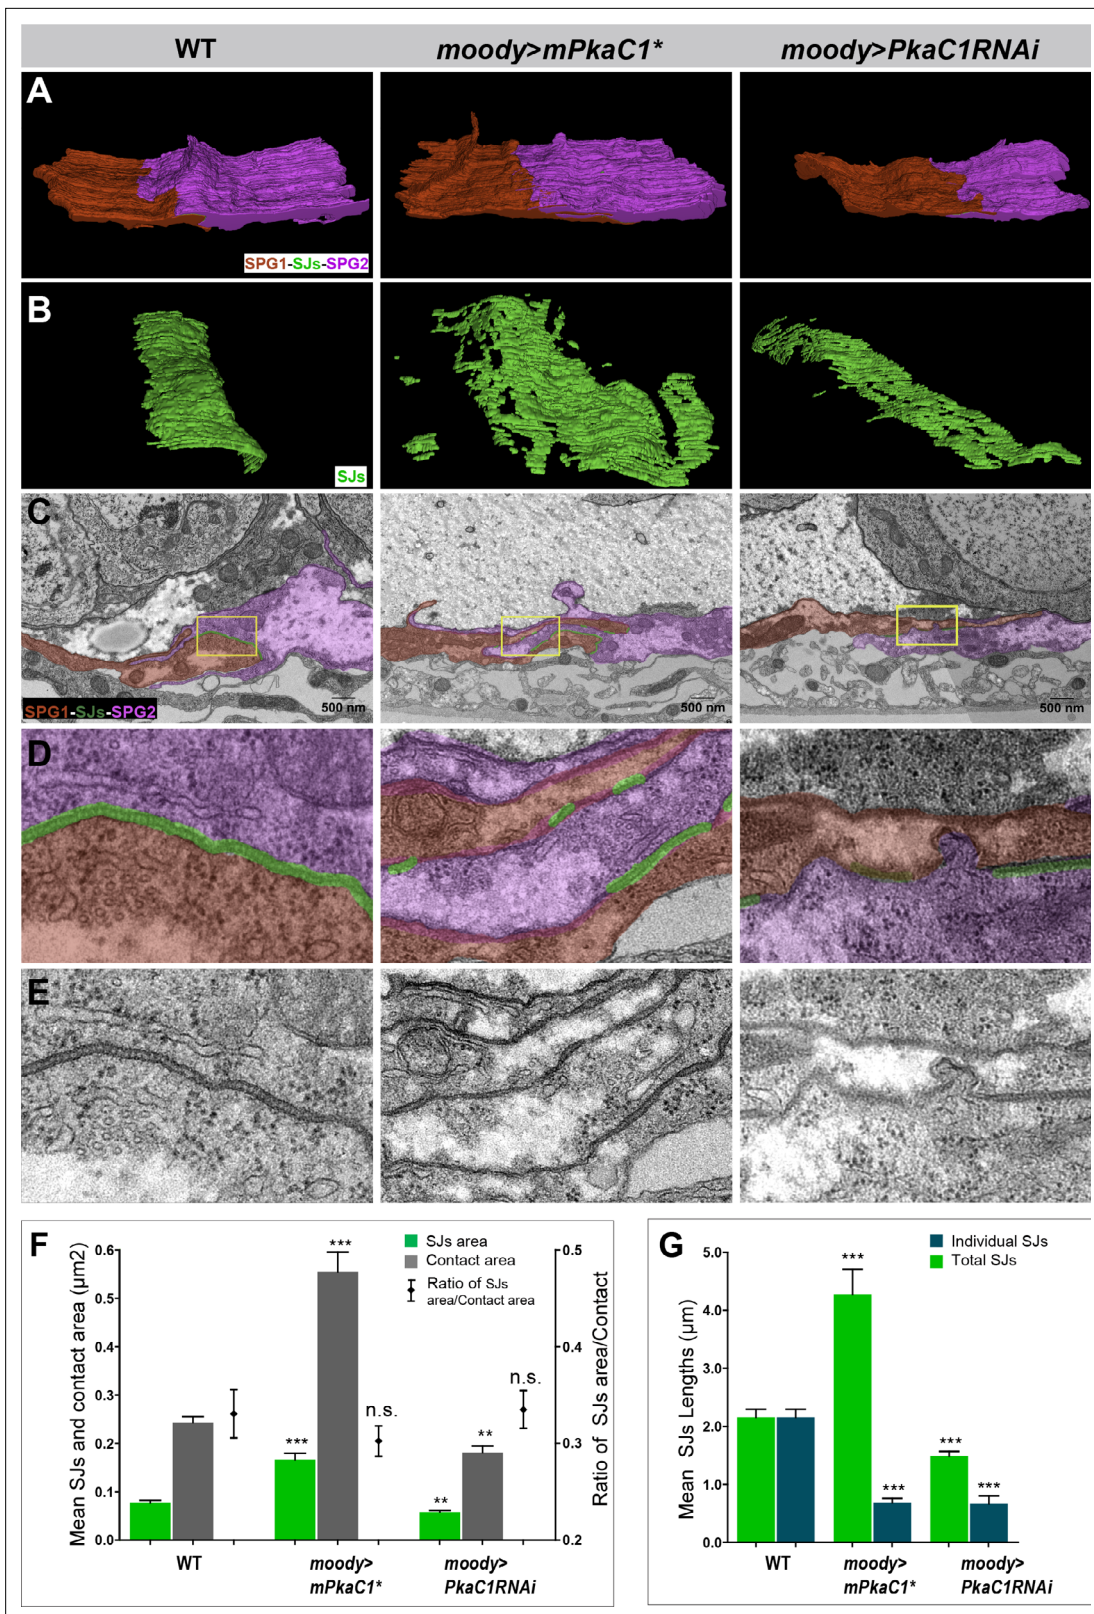 WT
moody>mPkaC1*
moody>PkaC1RNAi
A
SPG1-SJs-SPG2
B
SJs
C
SPG1-SJs-SPG2
500 nm
500 nm
500 nm
D
E
F
Mean SJs and contact area (µm2)
0.6
0.5
0.4
0.3
0.2
0.1
0.0
***
***
n.s.
**
**
n.s.
SJs area
Contact area
Ratio of SJs
area/Contact area
0.5
0.4
0.3
0.2
Ratio of SJs area/Contact
WT
moody>
mPkaC1*
moody>
PkaC1RNAi
G
Mean SJs Lengths (µm)
5.0
4.0
3.0
2.0
1.0
0.0
Individual SJs
Total SJs
***
***
***
***
WT
moody>
mPkaC1*
moody>
PkaC1RNAi